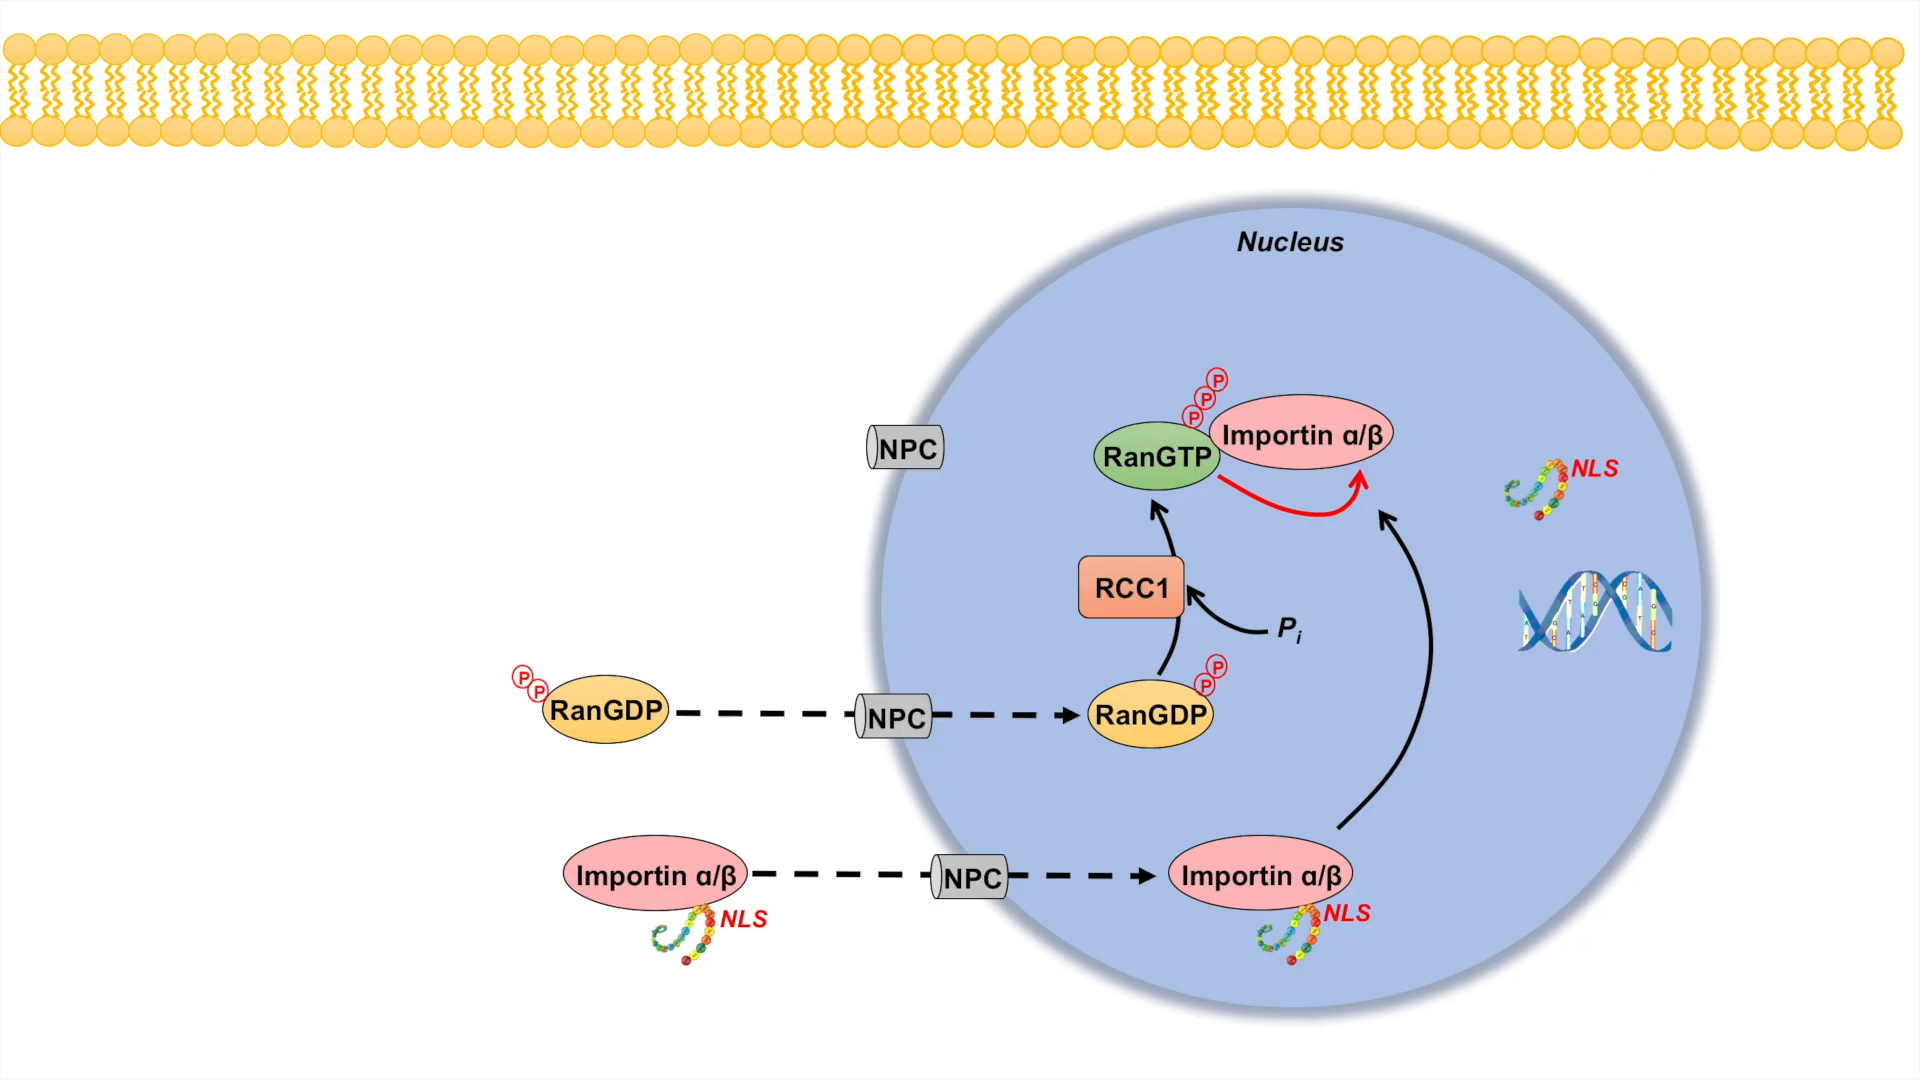 Nucleus
P
P
P
Importin α/β
NPC
RanGTP
NLS
RCC1
Pi
P
P
P
P
RanGDP
NPC
RanGDP
Importin α/β
NPC
Importin α/β
NLS
NLS